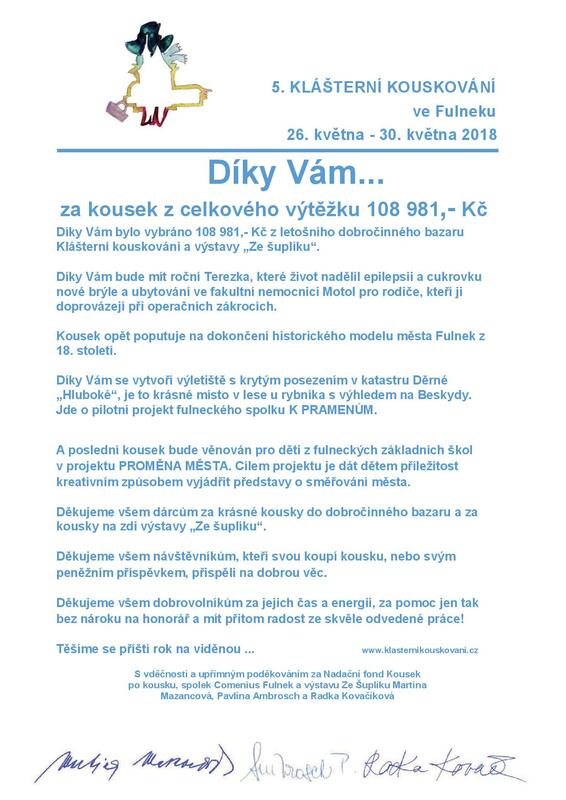 5. KLÁŠTERNÍ KOUSKOVÁNÍ
ve Fulneku
26. května - 30. května 2018
Díky Vám...
za kousek z celkového výtěžku 108 981,- Kč
Díky Vám bylo vybráno 108 981,- Kč z letošního dobročinného bazaru
Klášterní kouskování a výstavy „Ze šuplíku“.
Díky Vám bude mít roční Terezka, které život nadělil epilepsii a cukrovku
nové brýle a ubytování ve fakultní nemocnici Motol pro rodiče, kteří ji
doprovázejí při operačních zákrocích.
Kousek opět poputuje na dokončení historického modelu města Fulnek z
18. století.
Díky Vám se vytvoří výletiště s krytým posezením v katastru Děrné
„Hluboké“, je to krásné místo v lese u rybníka s výhledem na Beskydy.
Jde o pilotní projekt fulneckého spolku K PRAMENŮM.
A poslední kousek bude věnován pro děti z fulneckých základních škol
v projektu PROMĚNA MĚSTA. Cílem projektu je dát dětem příležitost
kreativním způsobem vyjádřit představy o směřování města.
Děkujeme všem dárcům za krásné kousky do dobročinného bazaru a za
kousky na zdi výstavy „Ze šuplíku“.
Děkujeme všem návštěvníkům, kteří svou koupí kousku, nebo svým
peněžním příspěvkem, přispěli na dobrou věc.
Děkujeme všem dobrovolníkům za jejich čas a energii, za pomoc jen tak
bez nároku na honorář a mít přitom radost ze skvěle odvedené práce!
Těšíme se příští rok na viděnou ... www.klasternikouskovani.cz
S vděčností a upřímným poděkováním za Nadační fond Kousek
po kousku, spolek Comenius Fulnek a výstavu Ze Šuplíku Martina
Mazancová, Pavlína Ambrosch a Radka Kovačíková
Ambrosch P. Radka Kovač